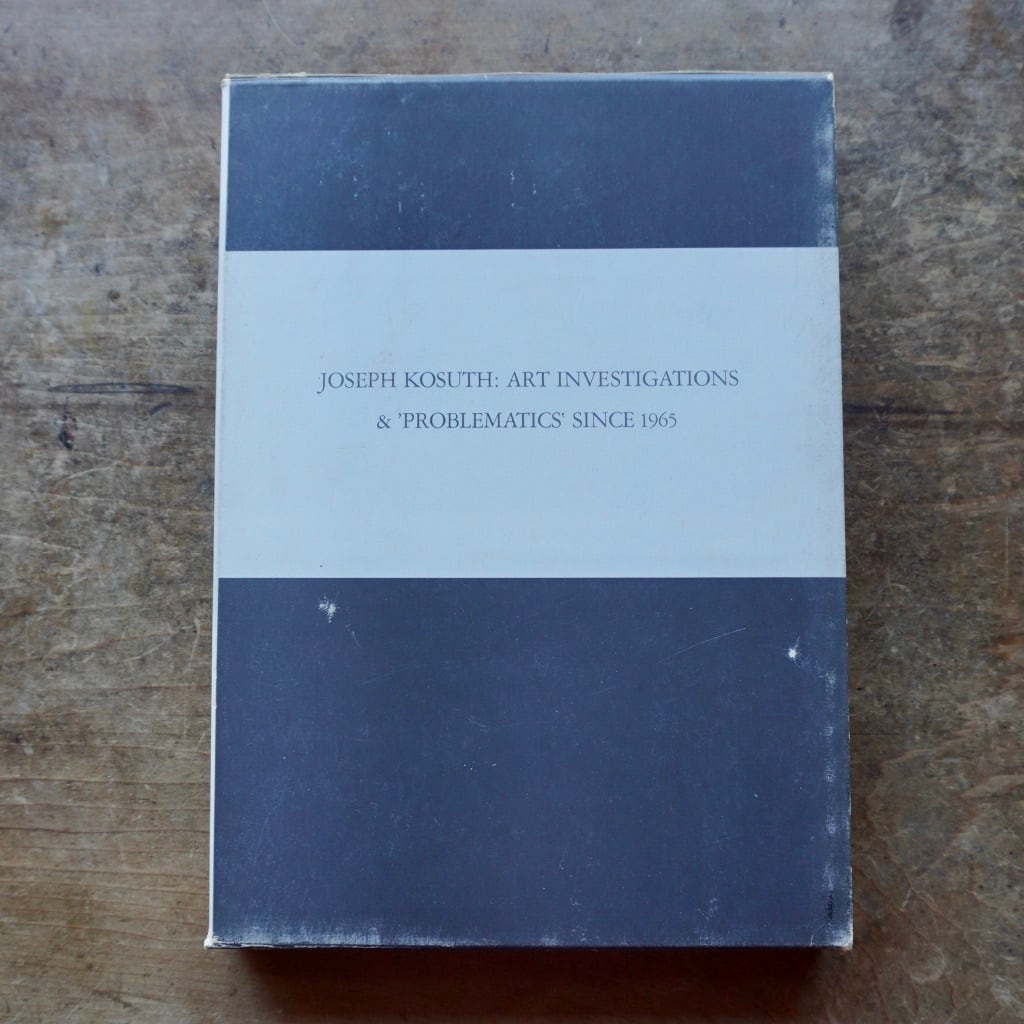 JOSEPH KOSUTH: ART INVESTIGATIONS
& 'PROBLEMATICS‘ SINCE 1965